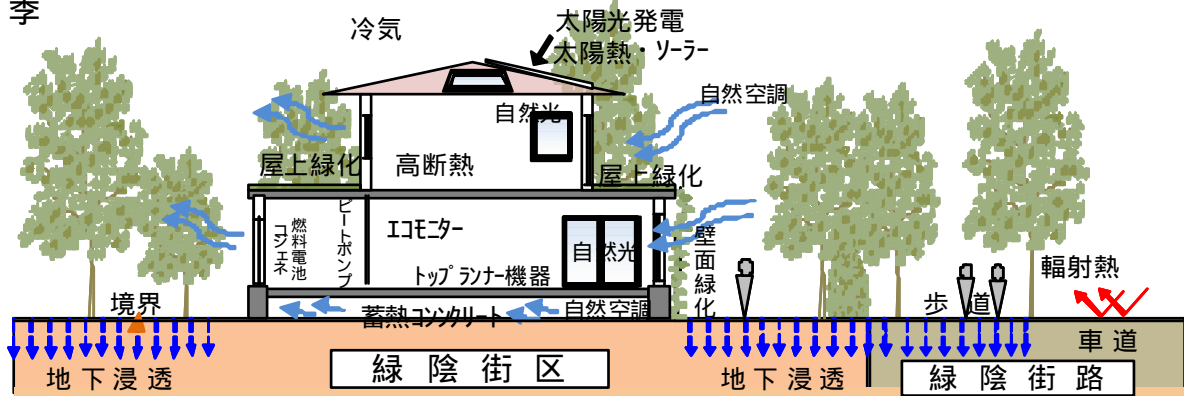 季
冷気
太陽光発電
太陽熱・ソーラー
自然空調
自然光
屋上緑化
高断熱
屋上緑化
ヒートポンプ
燃料電池
コジェネ
エコモニター
自然光
トップランナー機器
壁面緑化
輻射熱
境界
蓄熱コンクリート
自然空調
歩道
車道
地下浸透
緑陰街区
地下浸透
緑陰街路